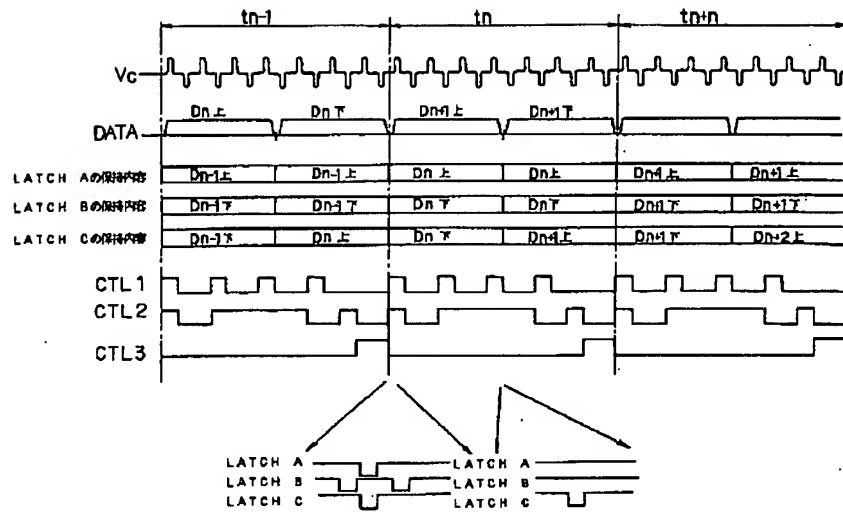 tn-1 tn tn+n
Vc
Dn上 Dn下 Dn+1上 Dn+1下
DATA
LATCH Aの保持内容 Dn-1上 Dn-1上 Dn上 Dn上 Dn+1上 Dn+1上
LATCH Bの保持内容 Dn-1下 Dn-1下 Dn下 Dn下 Dn+1下 Dn+1下
LATCH Cの保持内容 Dn-1下 Dn上 Dn下 Dn+1上 Dn+1下 Dn+2上
CTL1
CTL2
CTL3
LATCH A LATCH A
LATCH B LATCH B
LATCH C LATCH C